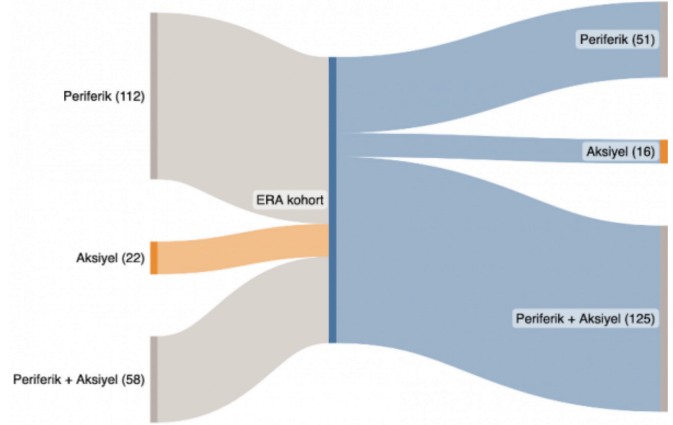 Periferik (112)
Aksiyel (22)
Periferik + Aksiyel (58)
ERA kohort
Periferik (51)
Aksiyel (16)
Periferik + Aksiyel (125)